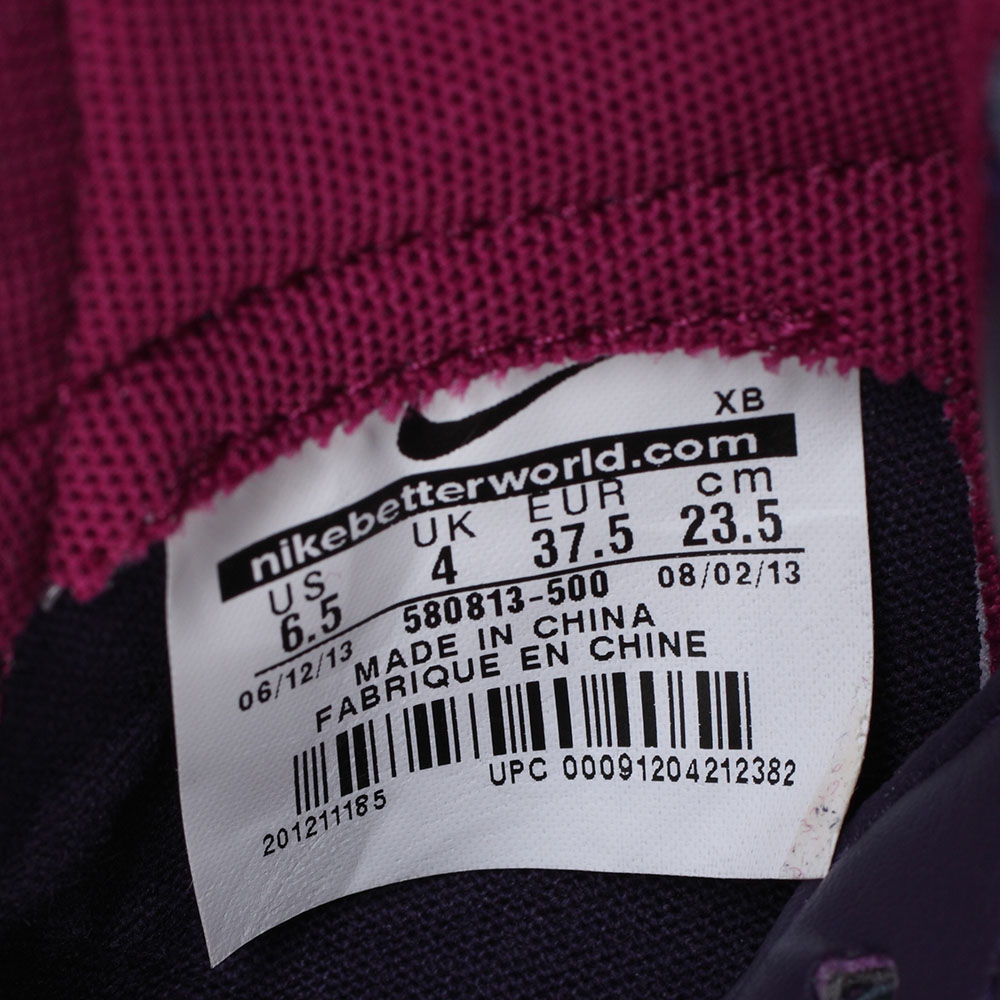 XB
nikebetterworld.com
US UK EUR cm
6.5 4 37.5 23.5
06/12/13 580813-500 08/02/13
MADE IN CHINA
FABRIQUE EN CHINE
201211185 UPC 00091204212382